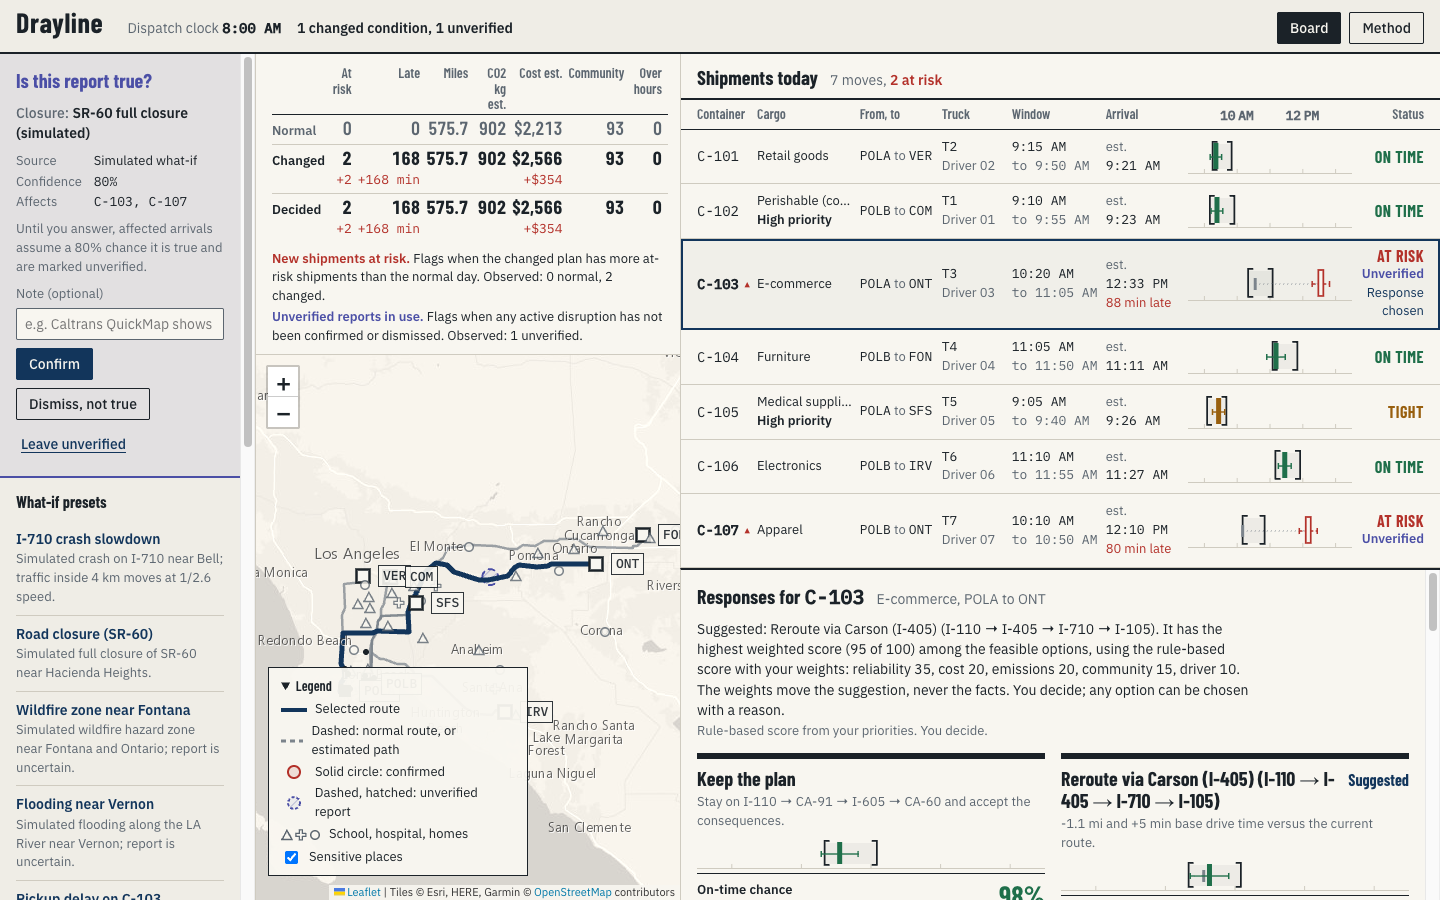 Drayline
Dispatch clock 8:00 AM 1 changed condition, 1 unverified
Board
Method
Is this report true?
Closure: SR-60 full closure
(simulated)
Source Simulated what-if
Confidence 80%
Affects C-103, C-107
Until you answer, affected arrivals
assume a 80% chance it is true and
are marked unverified.
Note (optional)
e.g. Caltrans QuickMap shows
Confirm
Dismiss, not true
Leave unverified
What-if presets
I-710 crash slowdown
Simulated crash on I-710 near Bell;
traffic inside 4 km moves at 1/2.6
speed.
Road closure (SR-60)
Simulated full closure of SR-60
near Hacienda Heights.
Wildfire zone near Fontana
Simulated wildfire hazard zone
near Fontana and Ontario; report is
uncertain.
Flooding near Vernon
Simulated flooding along the LA
River near Vernon; report is
uncertain.
Pickup delay on C-103
At risk Late Miles CO2 kg est. Cost est. Community Over hours
Normal 0 0 575.7 902 $2,213 93 0
Changed 2 168 575.7 902 $2,566 93 0
+2 +168 min +$354
Decided 2 168 575.7 902 $2,566 93 0
+2 +168 min +$354
New shipments at risk. Flags when the changed plan has more at-
risk shipments than the normal day. Observed: 0 normal, 2
changed.
Unverified reports in use. Flags when any active disruption has not
been confirmed or dismissed. Observed: 1 unverified.
+
−
Rancho
Cucamonga
FO
Los Angeles
El Monte
Pomona
Ontario
ONT
a Monica
VER
COM
Rivers
SFS
Redondo Beach
Corona
Anaheim
POLB
IRV
Rancho Santa
Margarita
Lake
Forest
Laguna Niguel
San Clemente
▼ Legend
Selected route
Dashed: normal route, or
estimated path
Solid circle: confirmed
Dashed, hatched: unverified
report
School, hospital, homes
Sensitive places
Leaflet | Tiles © Esri, HERE, Garmin © OpenStreetMap contributors
Shipments today 7 moves, 2 at risk
Container Cargo From, to Truck Window Arrival 10 AM 12 PM Status
C-101 Retail goods POLA to VER T2 Driver 02 9:15 AM to 9:50 AM est. 9:21 AM ON TIME
C-102 Perishable (co… High priority POLB to COM T1 Driver 01 9:10 AM to 9:55 AM est. 9:23 AM ON TIME
C-103 ▲ E-commerce POLA to ONT T3 Driver 03 10:20 AM to 11:05 AM est. 12:33 PM 88 min late AT RISK Unverified Response chosen
C-104 Furniture POLB to FON T4 Driver 04 11:05 AM to 11:50 AM est. 11:11 AM ON TIME
C-105 Medical suppli… High priority POLA to SFS T5 Driver 05 9:05 AM to 9:40 AM est. 9:26 AM TIGHT
C-106 Electronics POLB to IRV T6 Driver 06 11:10 AM to 11:55 AM est. 11:27 AM ON TIME
C-107 ▲ Apparel POLB to ONT T7 Driver 07 10:10 AM to 10:50 AM est. 12:10 PM 80 min late AT RISK Unverified
Responses for C-103 E-commerce, POLA to ONT
Suggested: Reroute via Carson (I-405) (I-110 → I-405 → I-710 → I-105). It has the
highest weighted score (95 of 100) among the feasible options, using the rule-based
score with your weights: reliability 35, cost 20, emissions 20, community 15, driver 10.
The weights move the suggestion, never the facts. You decide; any option can be chosen
with a reason.
Rule-based score from your priorities. You decide.
Keep the plan
Stay on I-110 → CA-91 → I-605 → CA-60 and accept the
consequences.
On-time chance 98%
Reroute via Carson (I-405) (I-110 → I-
405 → I-710 → I-105)
Suggested
-1.1 mi and +5 min base drive time versus the current
route.